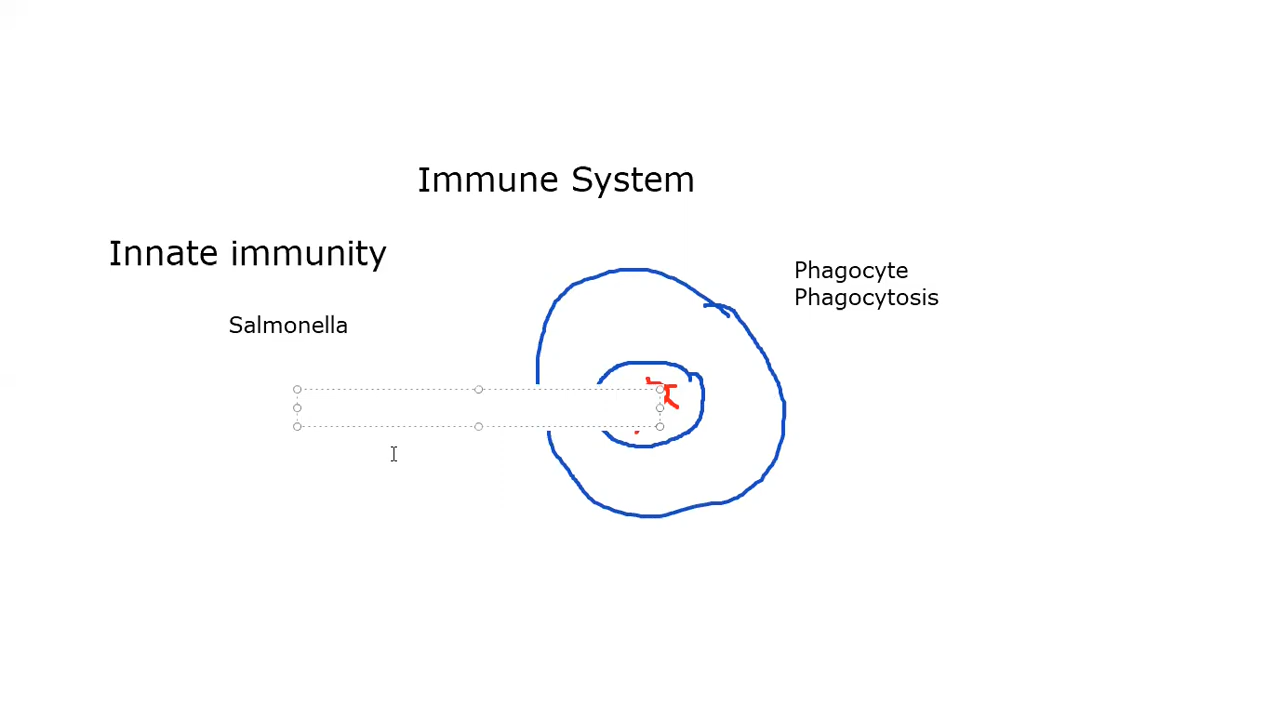 Immune System
Innate immunity
Phagocyte
Phagocytosis
Salmonella